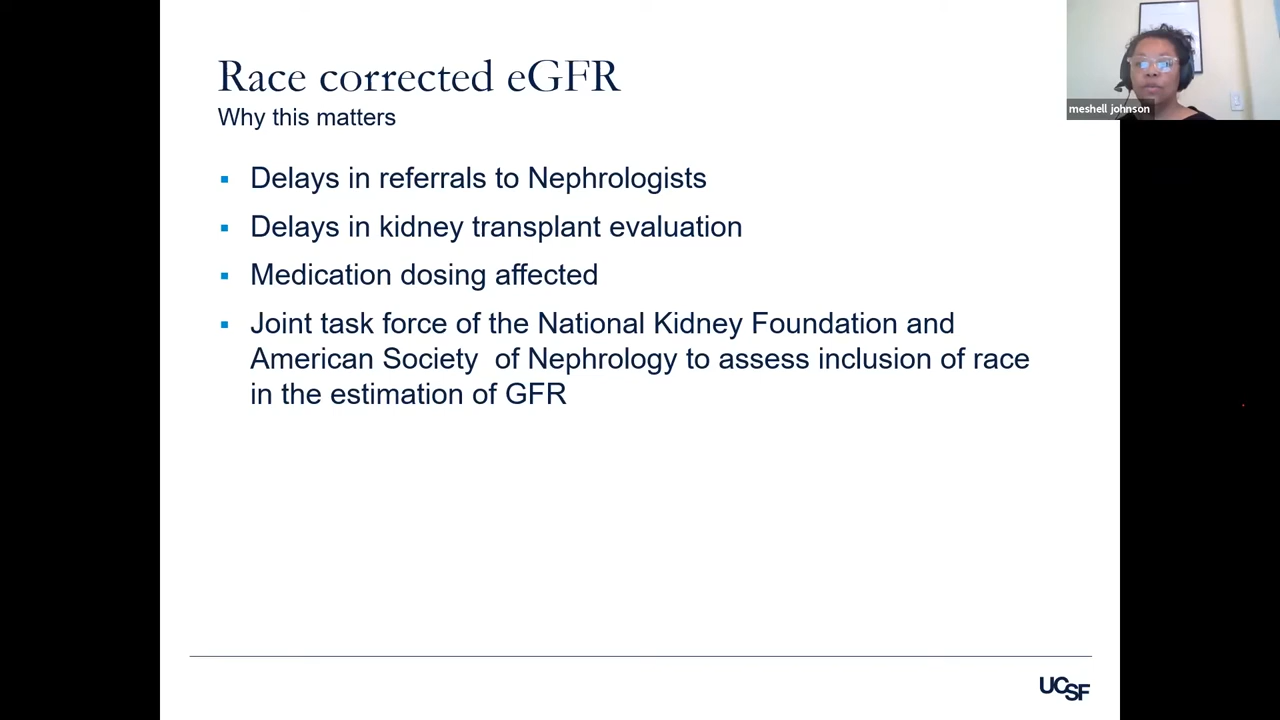 Race corrected eGFR
Why this matters
▪ Delays in referrals to Nephrologists
▪ Delays in kidney transplant evaluation
▪ Medication dosing affected
▪ Joint task force of the National Kidney Foundation and
American Society  of Nephrology to assess inclusion of race
in the estimation of GFR
meshell johnson
UCSF